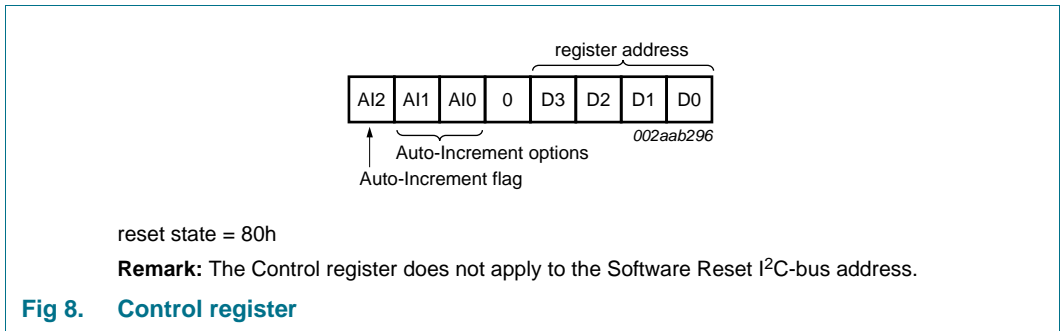 register address
AI2 AI1 AI0 0 D3 D2 D1 D0
002aab296
Auto-Increment options
Auto-Increment flag
reset state = 80h
Remark: The Control register does not apply to the Software Reset I²C-bus address.
Fig 8. Control register